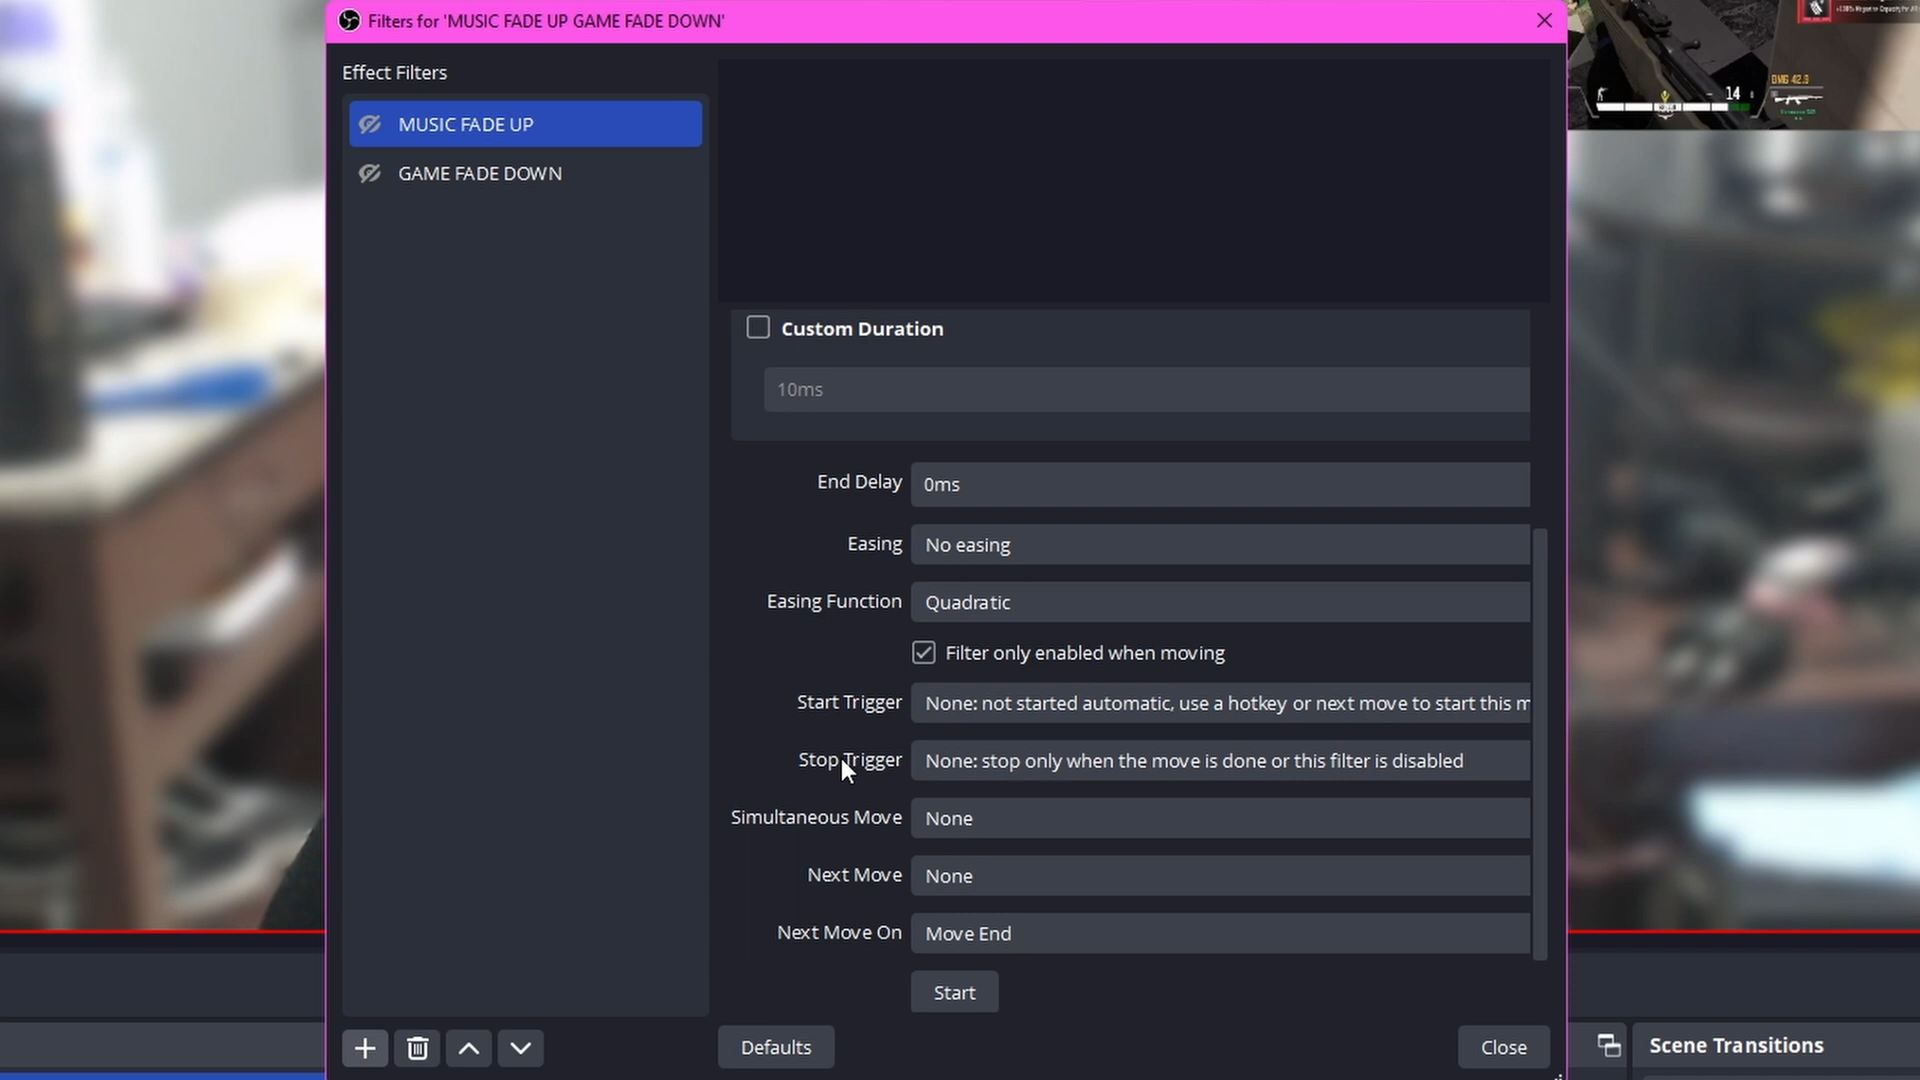 Filters for 'MUSIC FADE UP GAME FADE DOWN'
Effect Filters
MUSIC FADE UP
GAME FADE DOWN
Custom Duration
10ms
End Delay 0ms
Easing No easing
Easing Function Quadratic
Filter only enabled when moving
Start Trigger None: not started automatic, use a hotkey or next move to start this m
Stop Trigger None: stop only when the move is done or this filter is disabled
Simultaneous Move None
Next Move None
Next Move On Move End
Start
Defaults
Close
DMG 42.9
14
Scene Transitions